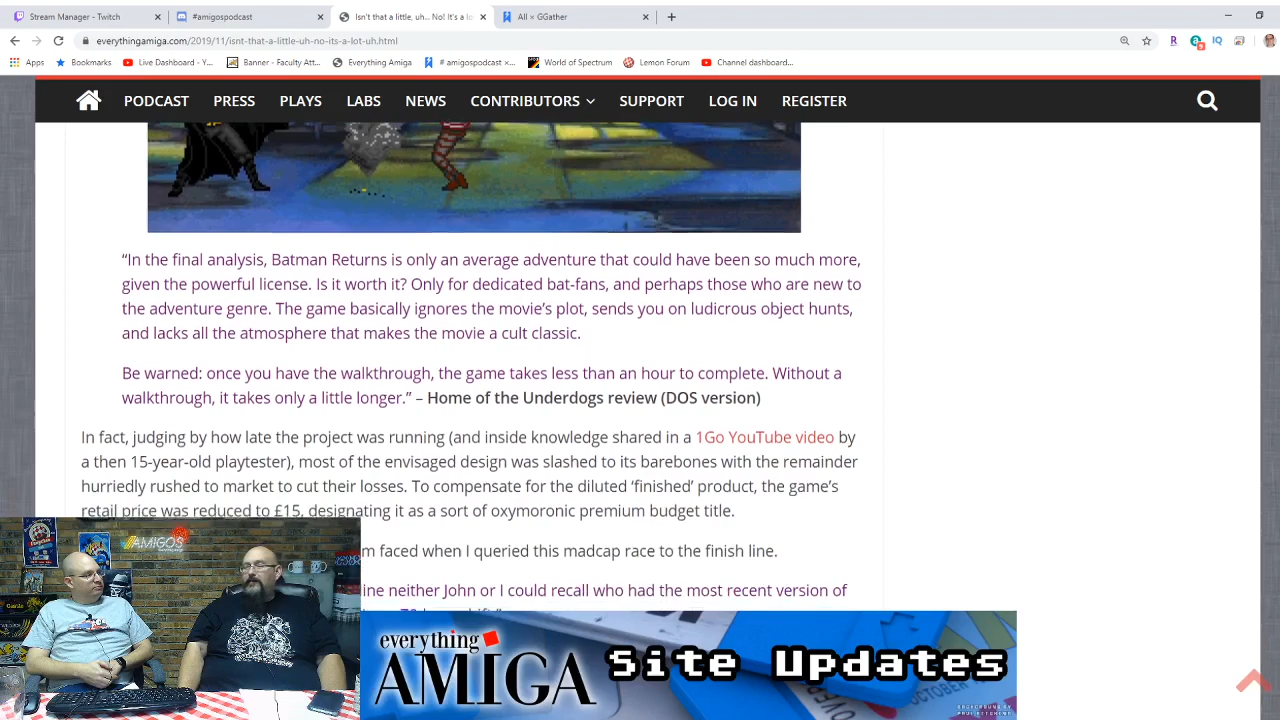 Stream Manager - Twitch
#amigospodcast
Isn't that a little, uh... No! It's a lo
All × GGather
everythingamiga.com/2019/11/isnt-that-a-little-uh-no-its-a-lot-uh.html
Apps
Bookmarks
Live Dashboard - Y...
Banner - Faculty Att...
Everything Amiga
# amigospodcast ×...
World of Spectrum
Lemon Forum
Channel dashboard...
PODCAST PRESS PLAYS LABS NEWS CONTRIBUTORS SUPPORT LOG IN REGISTER
“In the final analysis, Batman Returns is only an average adventure that could have been so much more,
given the powerful license. Is it worth it? Only for dedicated bat-fans, and perhaps those who are new to
the adventure genre. The game basically ignores the movie’s plot, sends you on ludicrous object hunts,
and lacks all the atmosphere that makes the movie a cult classic.
Be warned: once you have the walkthrough, the game takes less than an hour to complete. Without a
walkthrough, it takes only a little longer.” – Home of the Underdogs review (DOS version)
In fact, judging by how late the project was running (and inside knowledge shared in a 1Go YouTube video by
a then 15-year-old playtester), most of the envisaged design was slashed to its barebones with the remainder
hurriedly rushed to market to cut their losses. To compensate for the diluted ‘finished’ product, the game’s
retail price was reduced to £15, designating it as a sort of oxymoronic premium budget title.
m faced when I queried this madcap race to the finish line.
ine neither John or I could recall who had the most recent version of
AMIGOS
everything
AMIGA
Site Updates
BACKGROUND BY
PAUL KITCHING